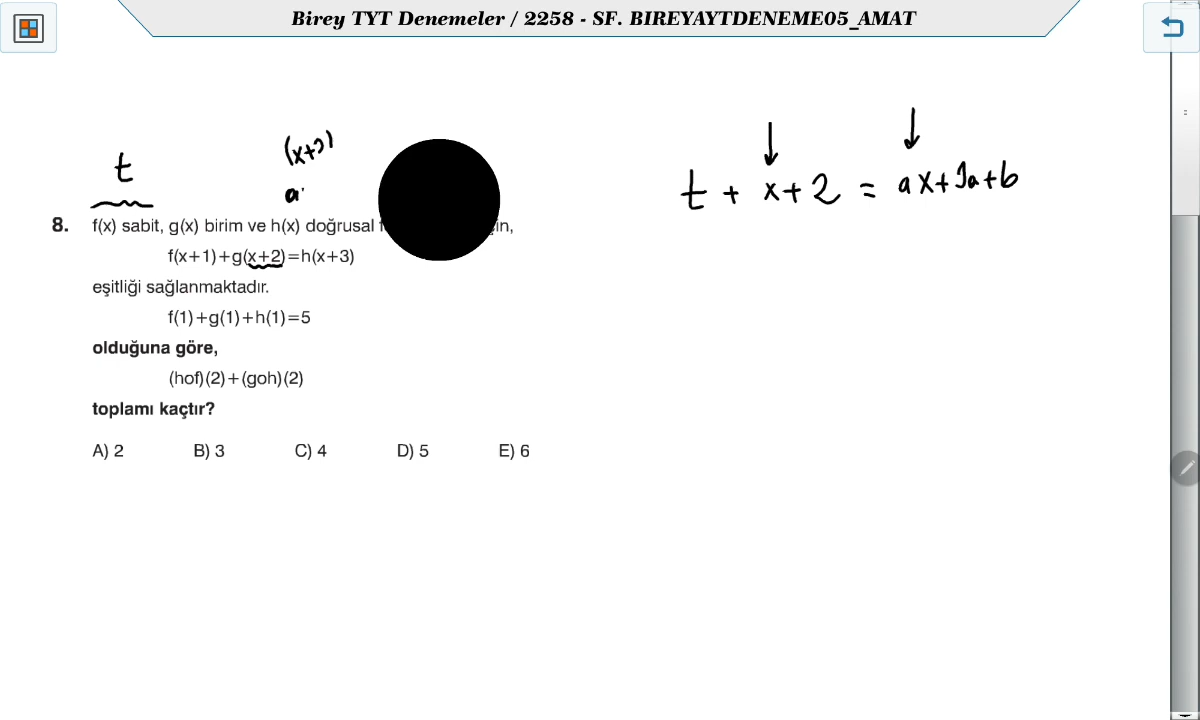 Birey TYT Denemeler / 2258 - SF. BIREYAYTDENEME05_AMAT
t
(x+3)
a
t + x+2 = ax+3a+b
8. f(x) sabit, g(x) birim ve h(x) doğrusal
f(x+1)+g(x+2)=h(x+3)
eşitliği sağlanmaktadır.
f(1)+g(1)+h(1)=5
olduğuna göre,
(hof)(2)+(goh)(2)
toplamı kaçtır?
A) 2 B) 3 C) 4 D) 5 E) 6